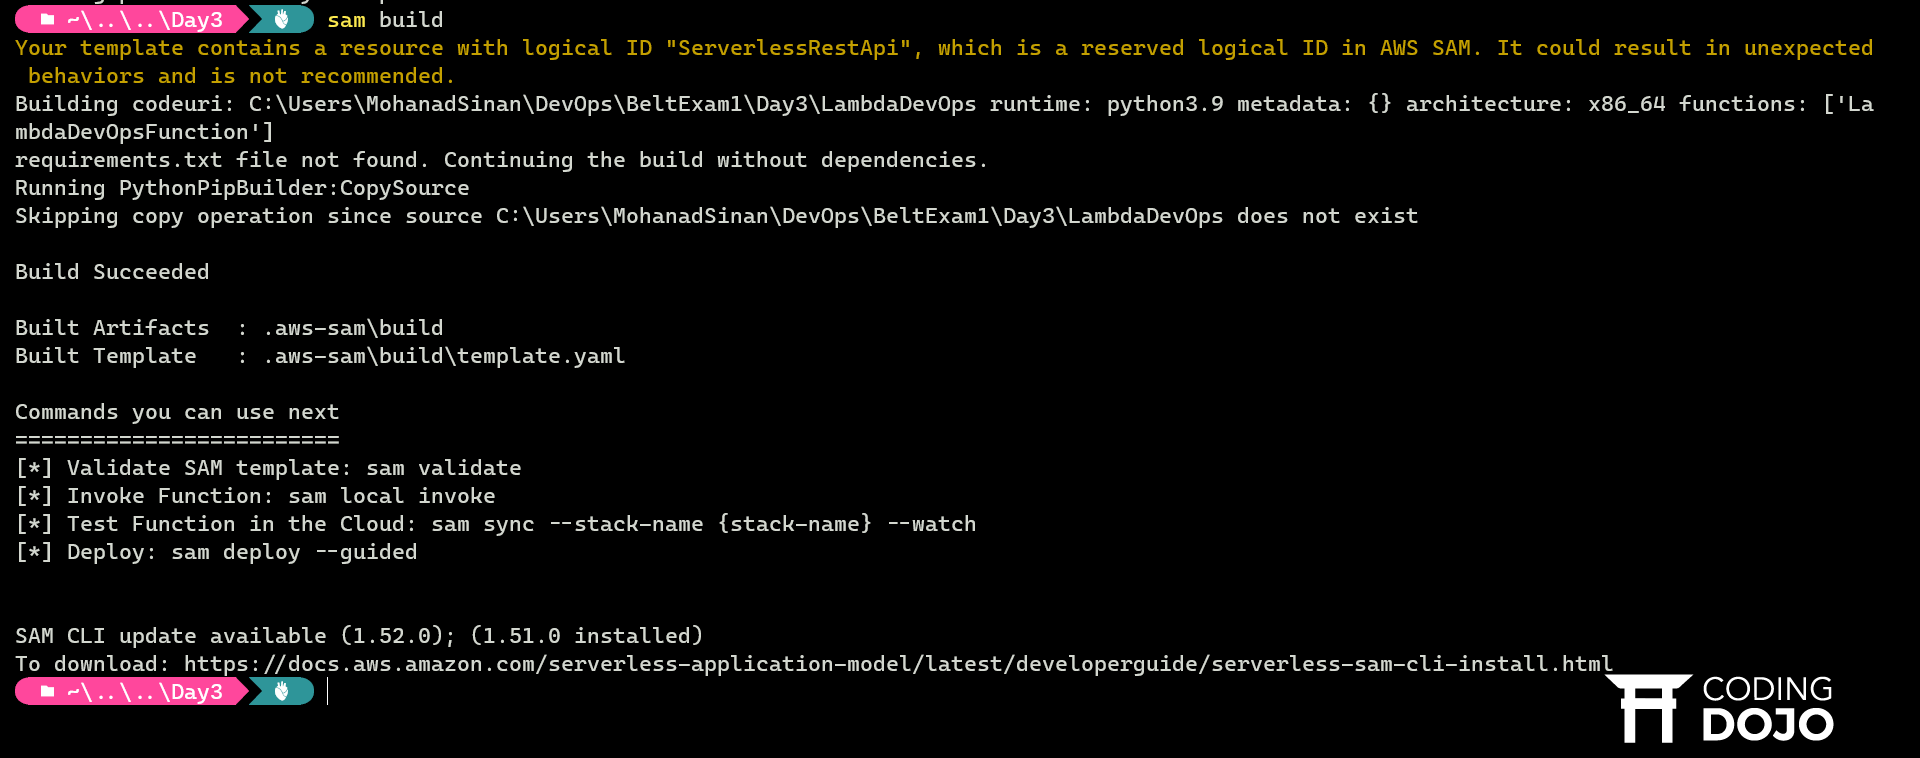 ~\..\..\Day3 sam build
Your template contains a resource with logical ID "ServerlessRestApi", which is a reserved logical ID in AWS SAM. It could result in unexpected
behaviors and is not recommended.
Building codeuri: C:\Users\MohanadSinan\DevOps\BeltExam1\Day3\LambdaDevOps runtime: python3.9 metadata: {} architecture: x86_64 functions: ['La
mbdaDevOpsFunction']
requirements.txt file not found. Continuing the build without dependencies.
Running PythonPipBuilder:CopySource
Skipping copy operation since source C:\Users\MohanadSinan\DevOps\BeltExam1\Day3\LambdaDevOps does not exist
Build Succeeded
Built Artifacts  : .aws-sam\build
Built Template   : .aws-sam\build\template.yaml
Commands you can use next
=========================
[*] Validate SAM template: sam validate
[*] Invoke Function: sam local invoke
[*] Test Function in the Cloud: sam sync --stack-name {stack-name} --watch
[*] Deploy: sam deploy --guided
SAM CLI update available (1.52.0); (1.51.0 installed)
To download: https://docs.aws.amazon.com/serverless-application-model/latest/developerguide/serverless-sam-cli-install.html
~\..\..\Day3
CODING
DOJO